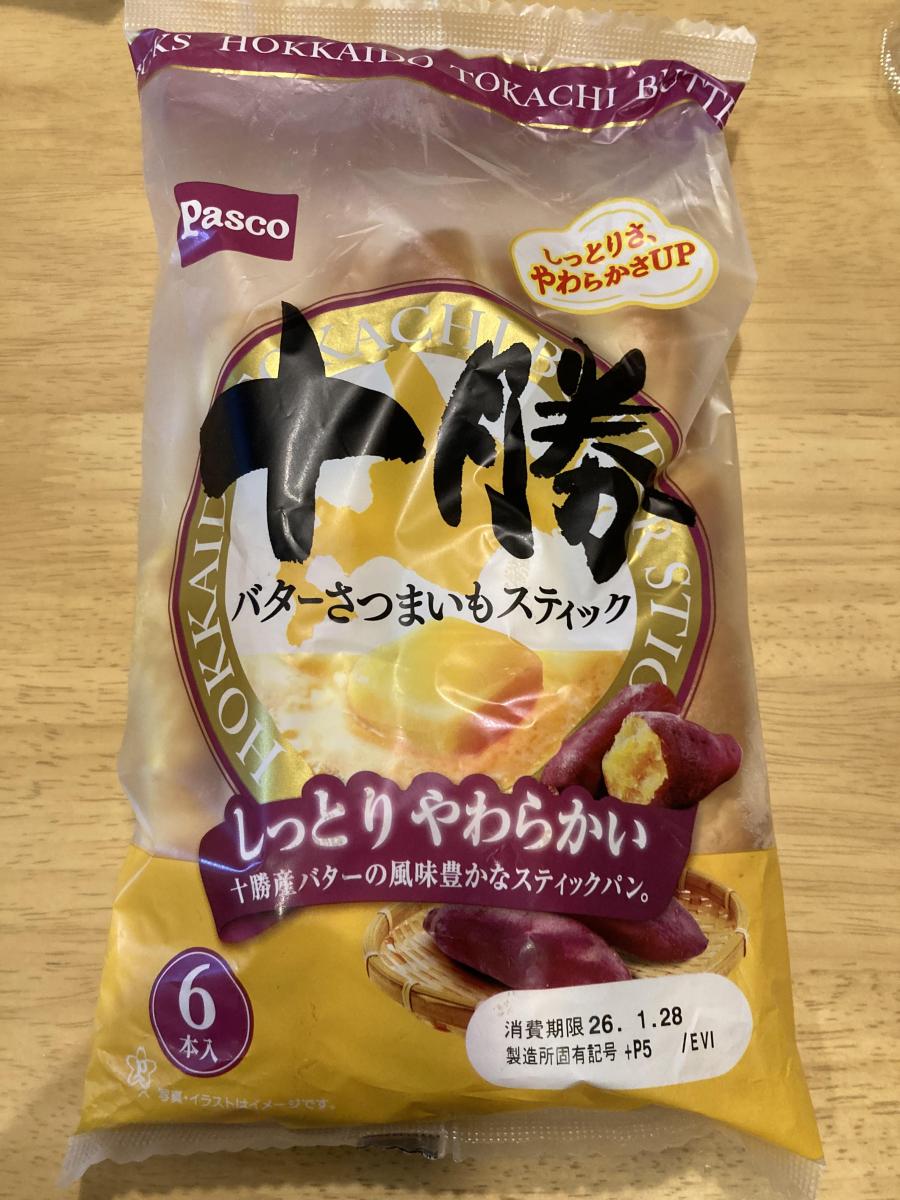 HOKKAIDO TOKACHI
Pasco
しっとりさ、
やわらかさUP
十勝
バターさつまいもスティック
しっとりやわらかい
十勝産バターの風味豊かなスティックパン。
6
本入
消費期限 26. 1.28
製造所固有記号 +P5 /EVI
写真・イラストはイメージです。